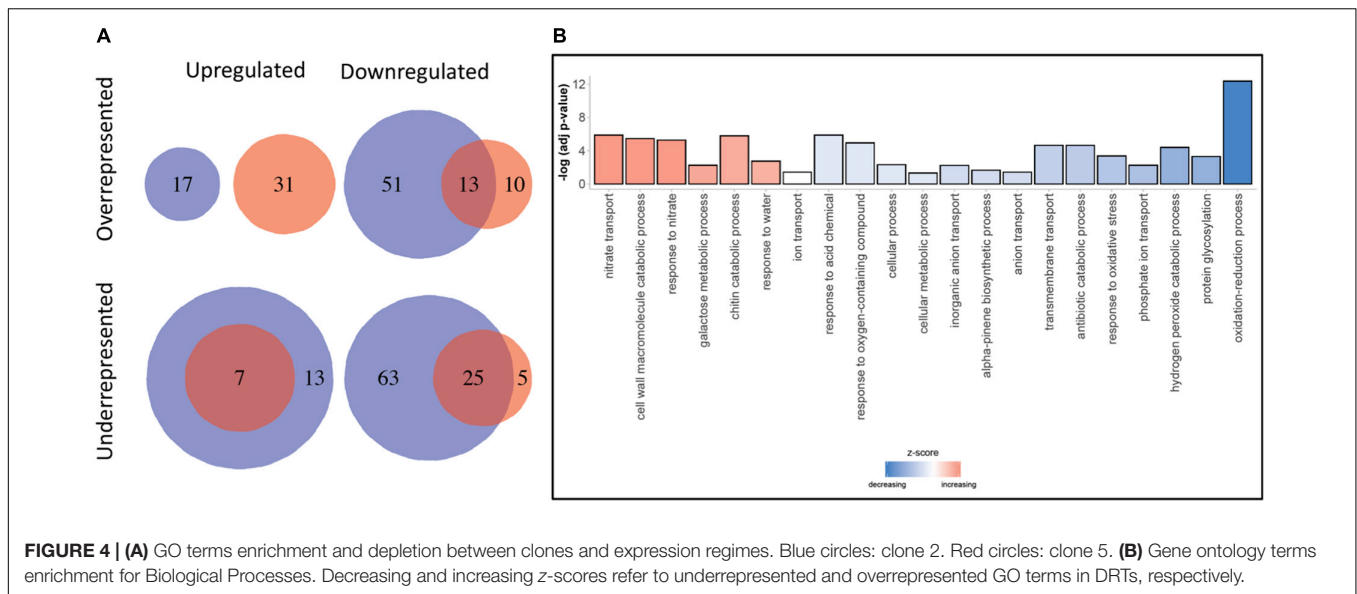 A
B
Upregulated
Downregulated
Overrepresented
17
31
51
13
10
Underrepresented
7
13
63
25
5
-log (adj p-value)
12
8
4
0
nitrate transport
cell wall macromolecule catabolic process
response to nitrate
galactose metabolic process
chitin catabolic process
response to water
ion transport
response to acid chemical
response to oxygen-containing compound
cellular process
cellular metabolic process
inorganic anion transport
alpha-pinene biosynthetic process
anion transport
transmembrane transport
antibiotic catabolic process
response to oxidative stress
phosphate ion transport
hydrogen peroxide catabolic process
protein glycosylation
oxidation-reduction process
z-score
decreasing
increasing
FIGURE 4 | (A) GO terms enrichment and depletion between clones and expression regimes. Blue circles: clone 2. Red circles: clone 5. (B) Gene ontology terms
enrichment for Biological Processes. Decreasing and increasing z-scores refer to underrepresented and overrepresented GO terms in DRTs, respectively.